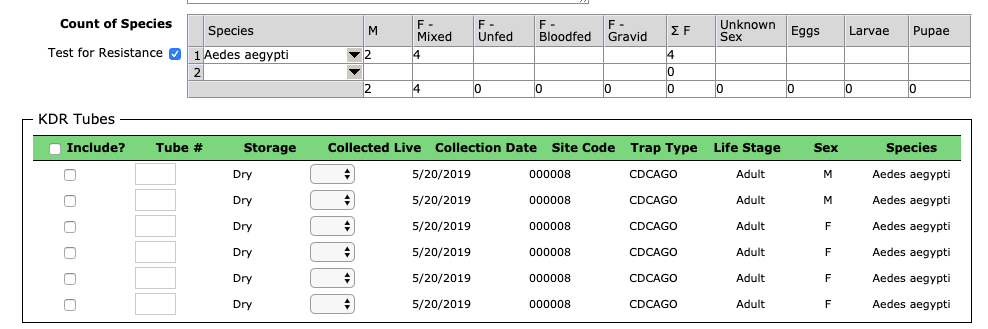 Count of Species
Species M F - Mixed F - Unfed F - Bloodfed F - Gravid Σ F Unknown Sex Eggs Larvae Pupae
Test for Resistance
1 Aedes aegypti 2 4 4
2 0
2 4 0 0 0 0 0 0 0 0
KDR Tubes
Include? Tube # Storage Collected Live Collection Date Site Code Trap Type Life Stage Sex Species
Dry 5/20/2019 000008 CDCAGO Adult M Aedes aegypti
Dry 5/20/2019 000008 CDCAGO Adult M Aedes aegypti
Dry 5/20/2019 000008 CDCAGO Adult F Aedes aegypti
Dry 5/20/2019 000008 CDCAGO Adult F Aedes aegypti
Dry 5/20/2019 000008 CDCAGO Adult F Aedes aegypti
Dry 5/20/2019 000008 CDCAGO Adult F Aedes aegypti